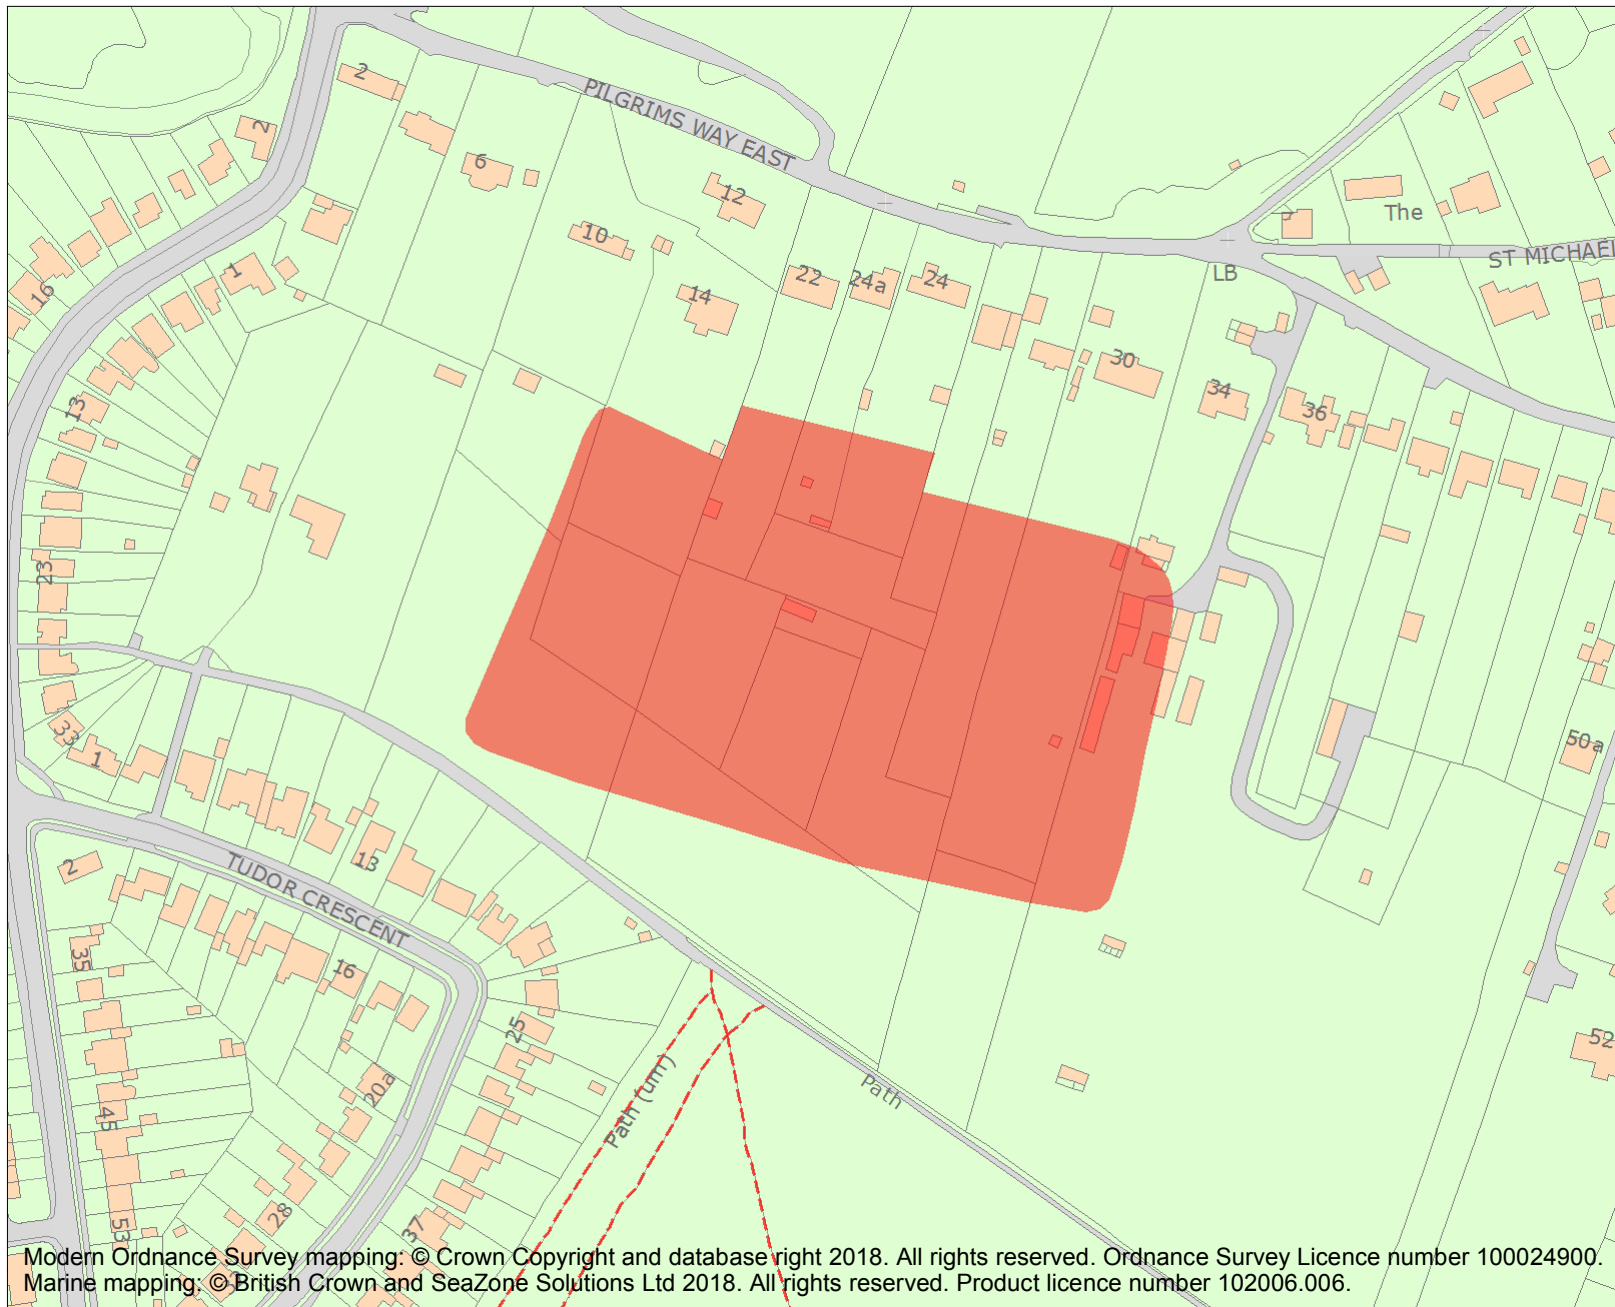 2
PILGRIMS WAY EAST
2
6
12
The
7
10
ST MICHAEL
LB
1
22
24a
24
14
16
30
34
36
13
23
33
1
50a
2
13
TUDOR CRESCENT
35
16
25
52
20a
Path (um)
Path
45
28
37
53
Modern Ordnance Survey mapping: © Crown Copyright and database right 2018. All rights reserved. Ordnance Survey Licence number 100024900.
Marine mapping: © British Crown and SeaZone Solutions Ltd 2018. All rights reserved. Product licence number 102006.006.